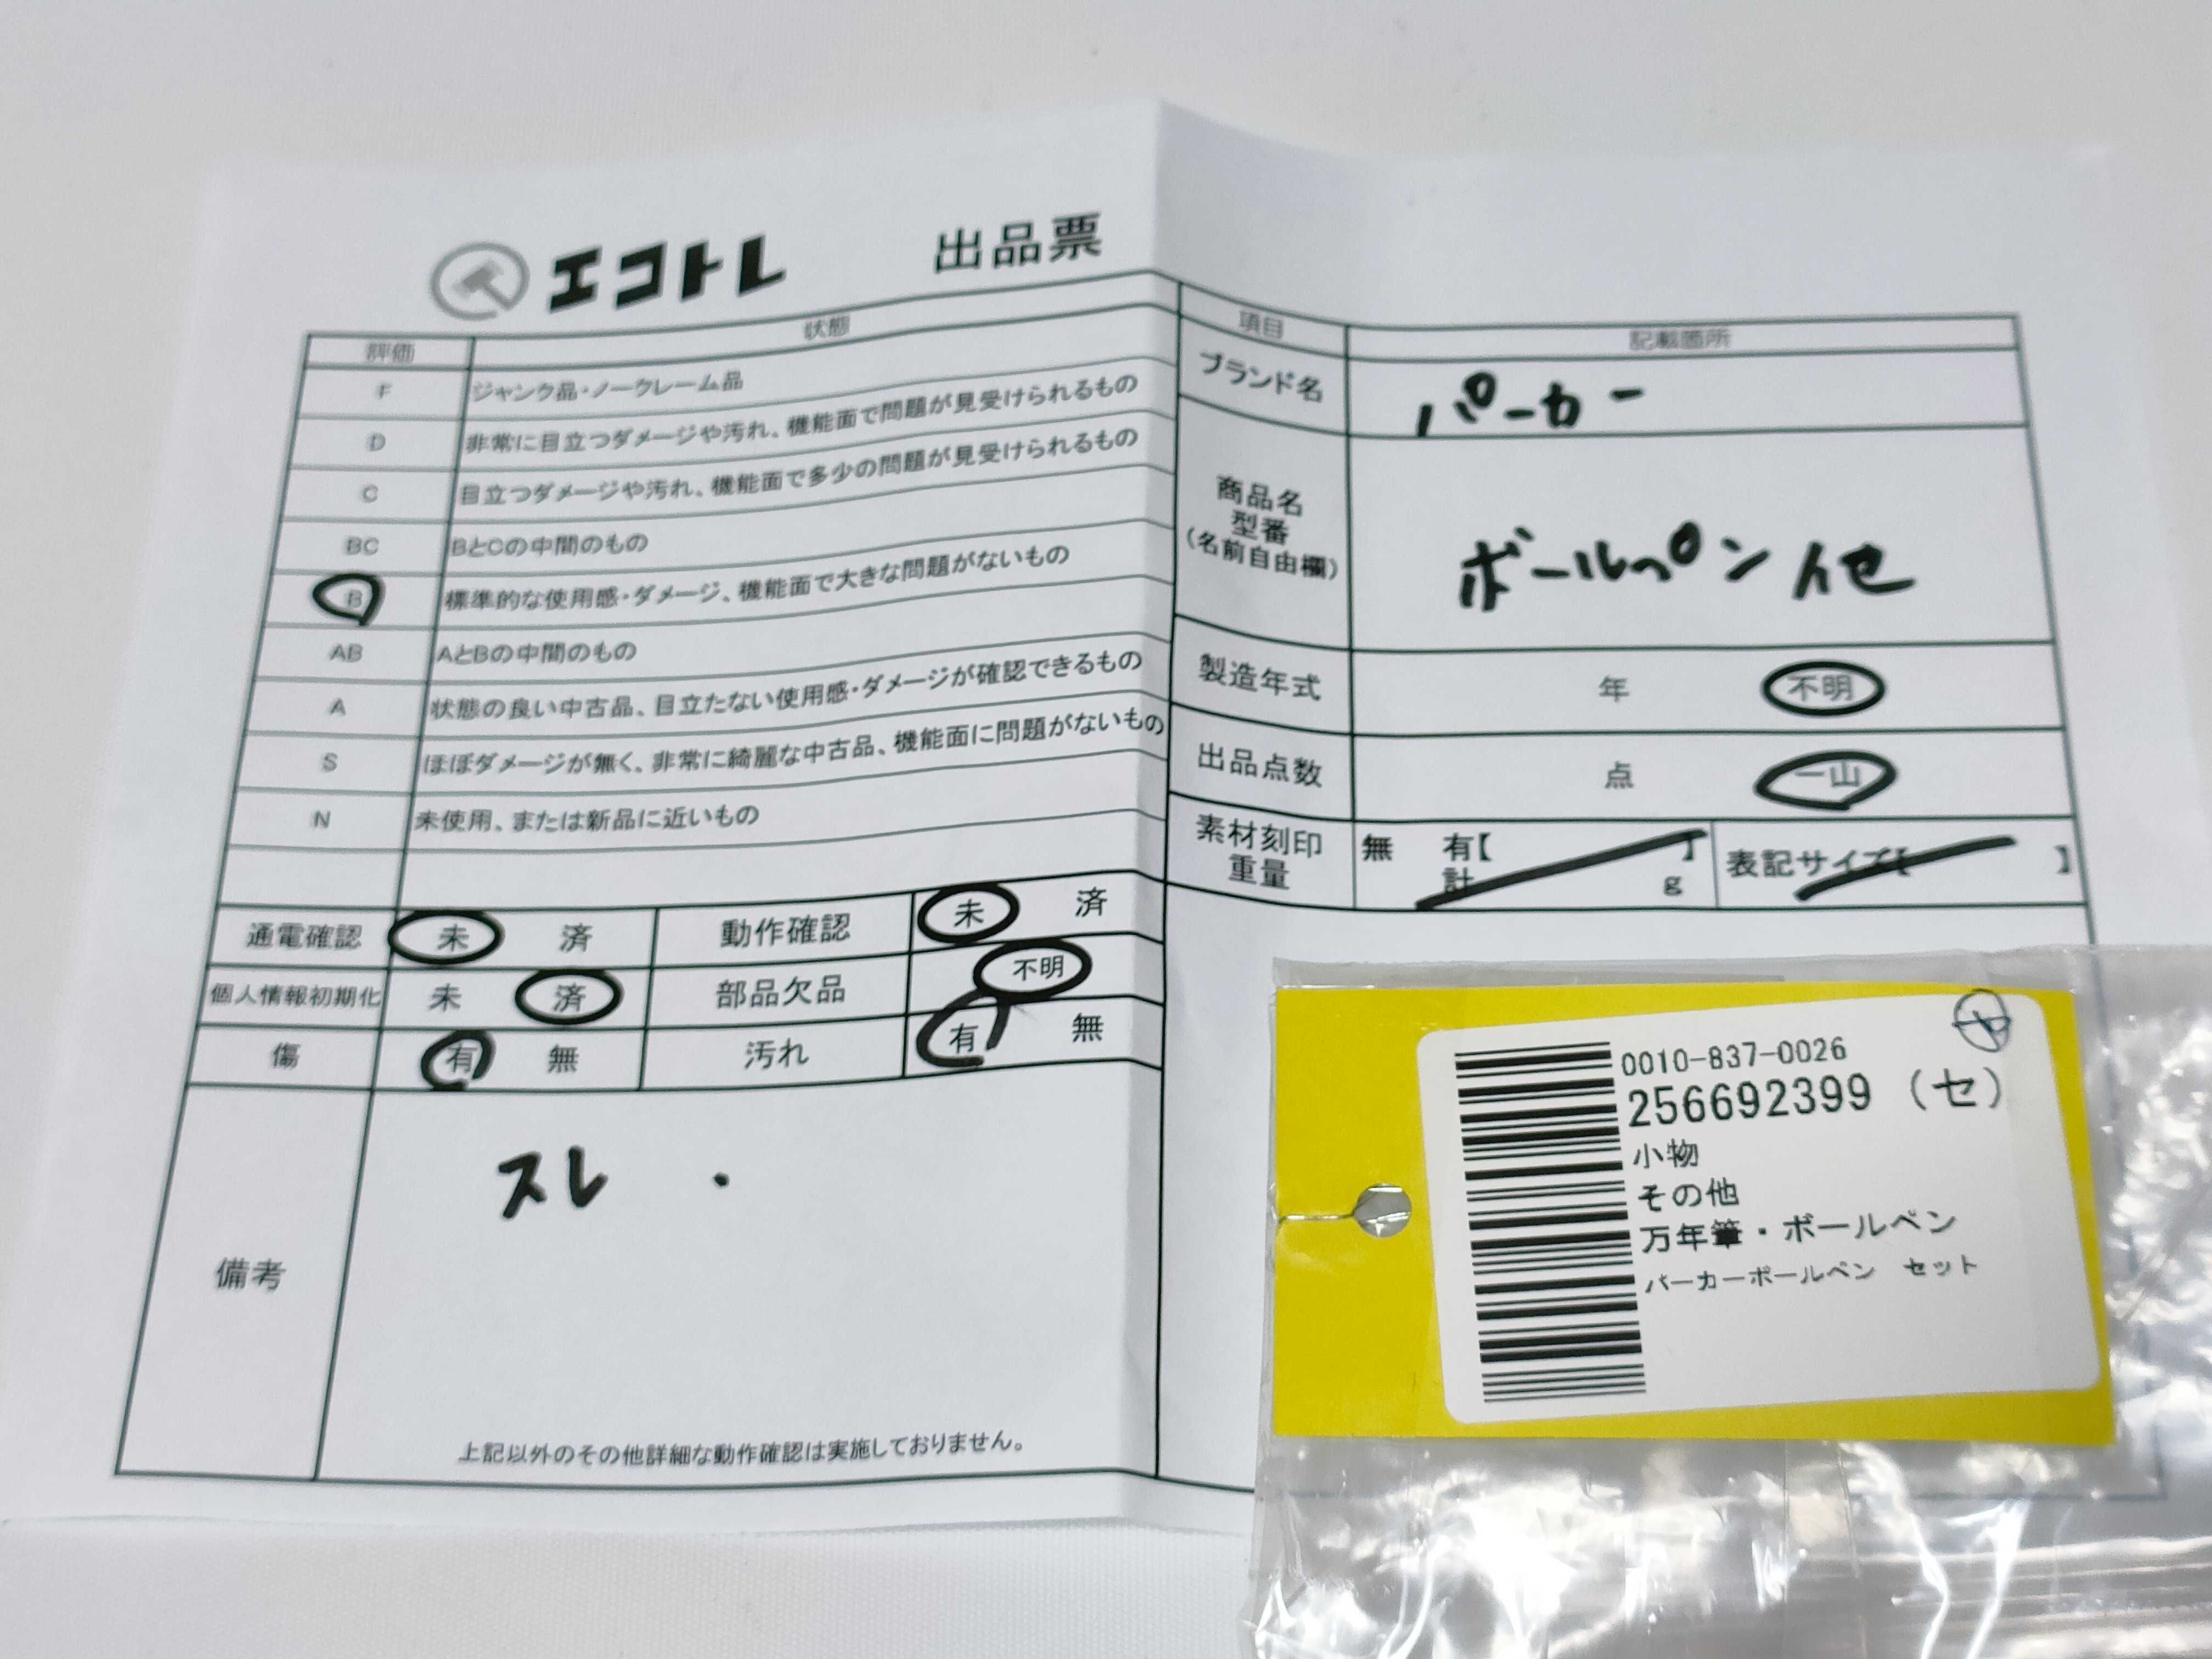 エコトレ 出品票
評価 状態
F ジャンク品・ノークレーム品
D 非常に目立つダメージや汚れ、機能面で問題が見受けられるもの
C 目立つダメージや汚れ、機能面で多少の問題が見受けられるもの
BC BとCの中間のもの
B 標準的な使用感・ダメージ、機能面で大きな問題がないもの
AB AとBの中間のもの
A 状態の良い中古品、目立たない使用感・ダメージが確認できるもの
S ほぼダメージが無く、非常に綺麗な中古品、機能面に問題がないもの
N 未使用、または新品に近いもの
通電確認 未 済 動作確認 未 済
個人情報初期化 未 済 部品欠品 不明
傷 有 無 汚れ 有 無
備考 スレ ・
上記以外のその他詳細な動作確認は実施しておりません。
項目 記載箇所
ブランド名 パーカー
商品名
型番
(名前自由欄)
ボールペン 他
製造年式 年 不明
出品点数 点 一山
素材刻印 無 有【 】 表記サイズ【 】
重量 計 g
0010-837-0026
256692399 (セ)
小物
その他
万年筆・ボールペン
パーカーボールペン セット